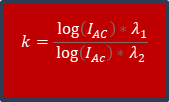 k = log(I_AC) * λ_1 / log(I_Ac) * λ_2